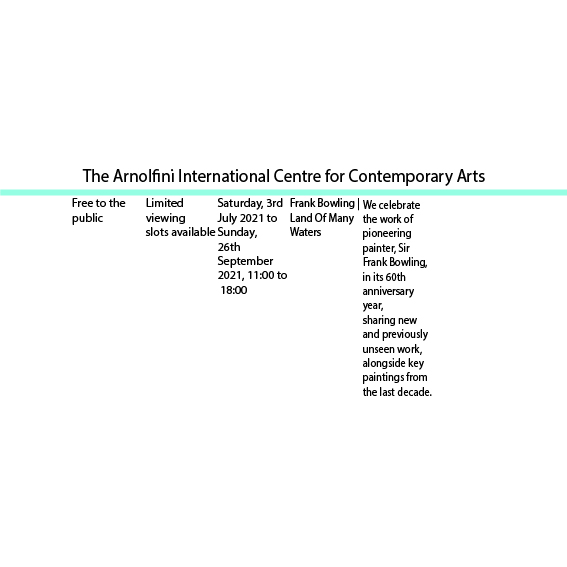 The Arnolfini International Centre for Contemporary Arts
Free to the
public
Limited
viewing
slots available
Saturday, 3rd
July 2021 to
Sunday,
26th
September
2021, 11:00 to
18:00
Frank Bowling |
Land Of Many
Waters
We celebrate
the work of
pioneering
painter, Sir
Frank Bowling,
in its 60th
anniversary
year,
sharing new
and previously
unseen work,
alongside key
paintings from
the last decade.